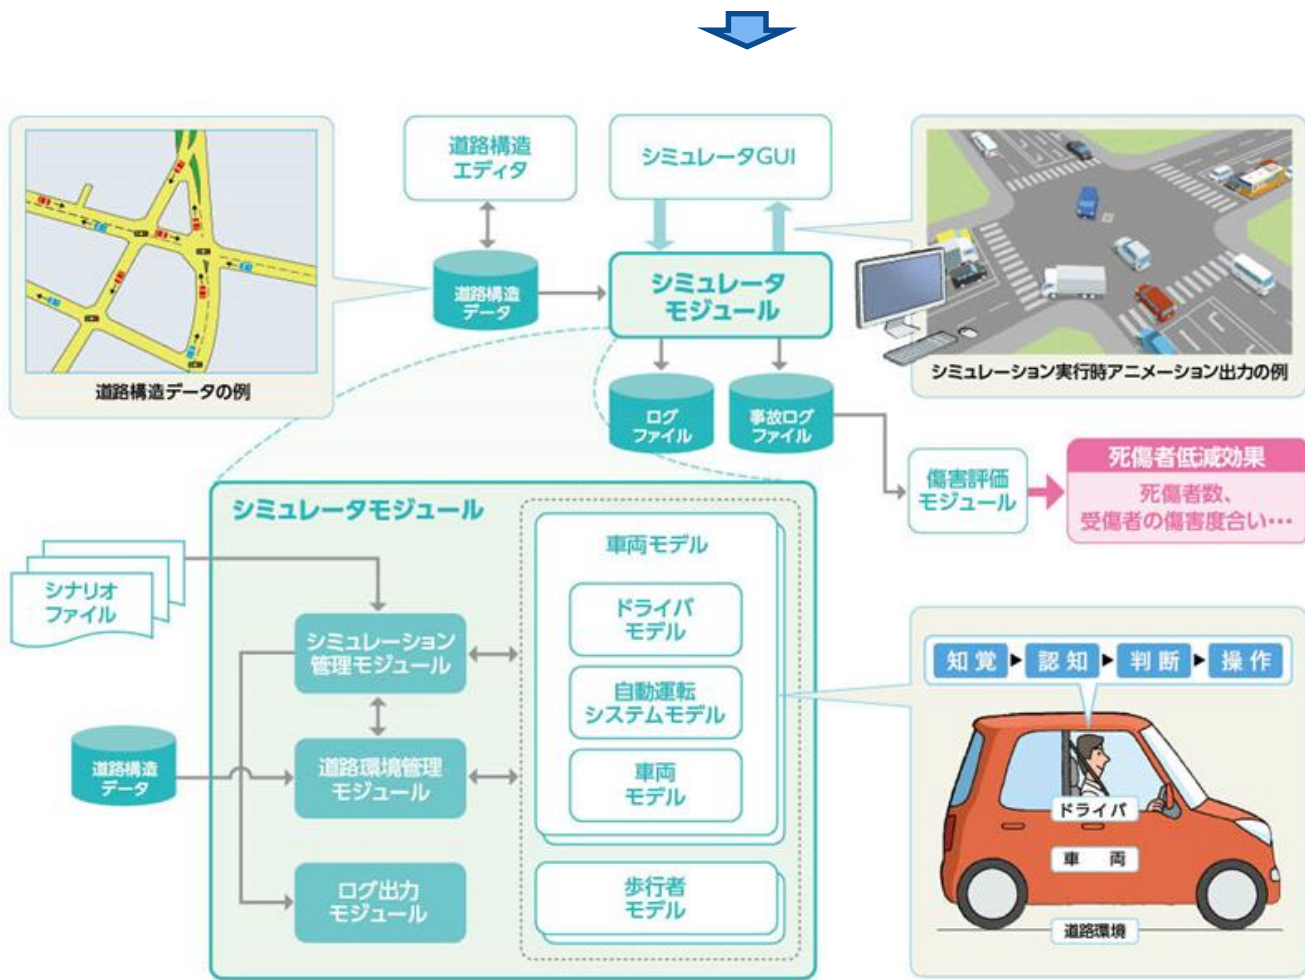 道路構造
エディタ
シミュレータGUI
道路構造
データ
シミュレータ
モジュール
道路構造データの例
シミュレーション実行時アニメーション出力の例
ログ
ファイル
事故ログ
ファイル
傷害評価
モジュール
死傷者低減効果
死傷者数、
受傷者の傷害度合い…
シミュレータモジュール
シナリオ
ファイル
シミュレーション
管理モジュール
道路構造
データ
道路環境管理
モジュール
ログ出力
モジュール
車両モデル
ドライバ
モデル
自動運転
システムモデル
車両
モデル
歩行者
モデル
知覚▶認知▶判断▶操作
ドライバ
車 両
道路環境